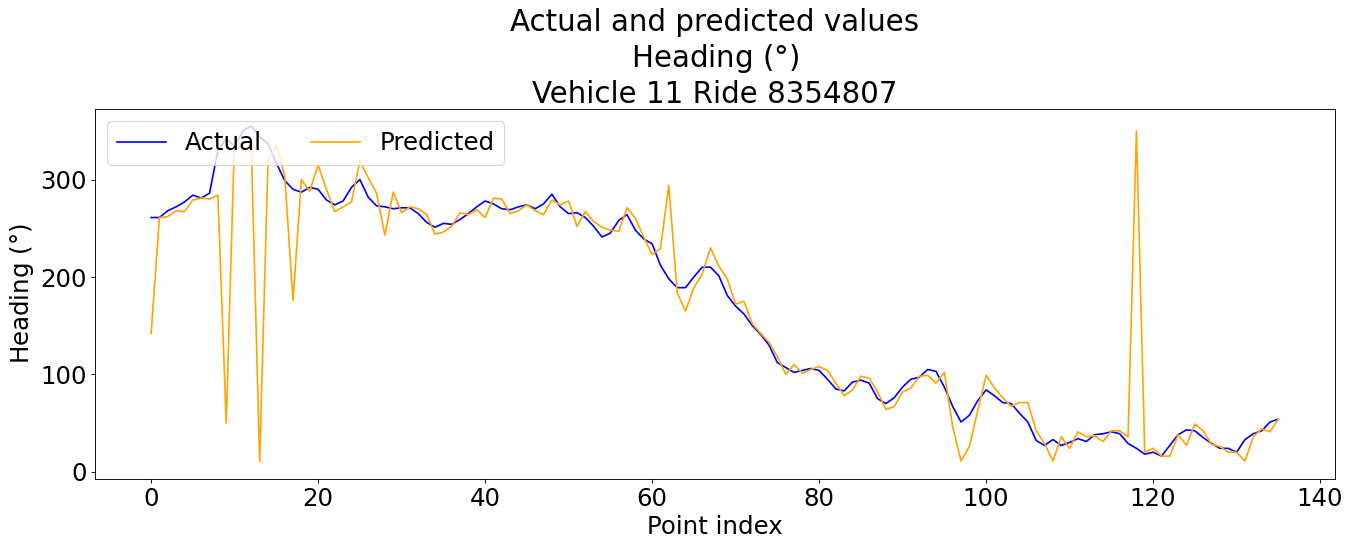 Actual and predicted values
Heading (°)
Vehicle 11 Ride 8354807
Actual Predicted
300
200
100
0
Heading (°)
0 20 40 60 80 100 120 140
Point index